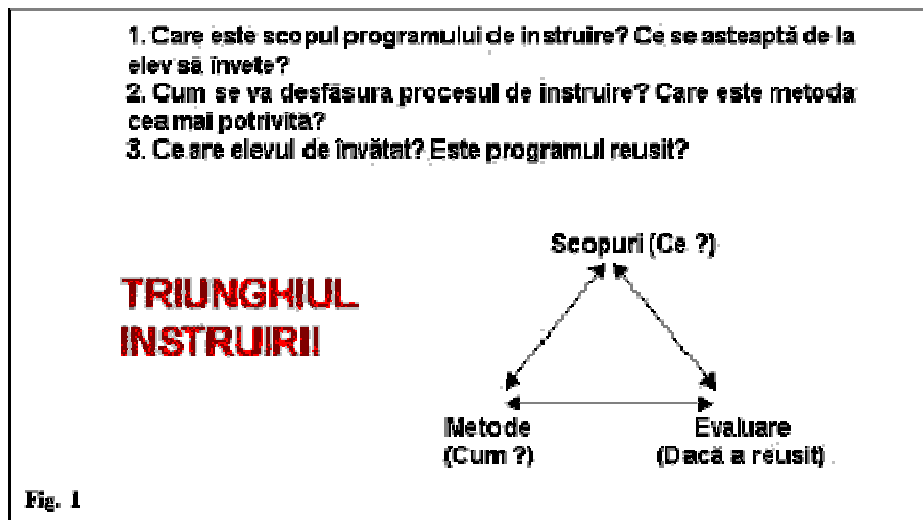 1. Care este scopul programului de instruire? Ce se asteaptă de la
elev să învete?
2. Cum se va desfăsura procesul de instruire? Care este metoda
cea mai potrivită?
3. Ce are elevul de învătat? Este programul reusit?
Scopuri (Ce ?)
TRIUNGHIUL
INSTRUIRII
Metode
(Cum ?)
Evaluare
(Dacă a reusit)
Fig. 1